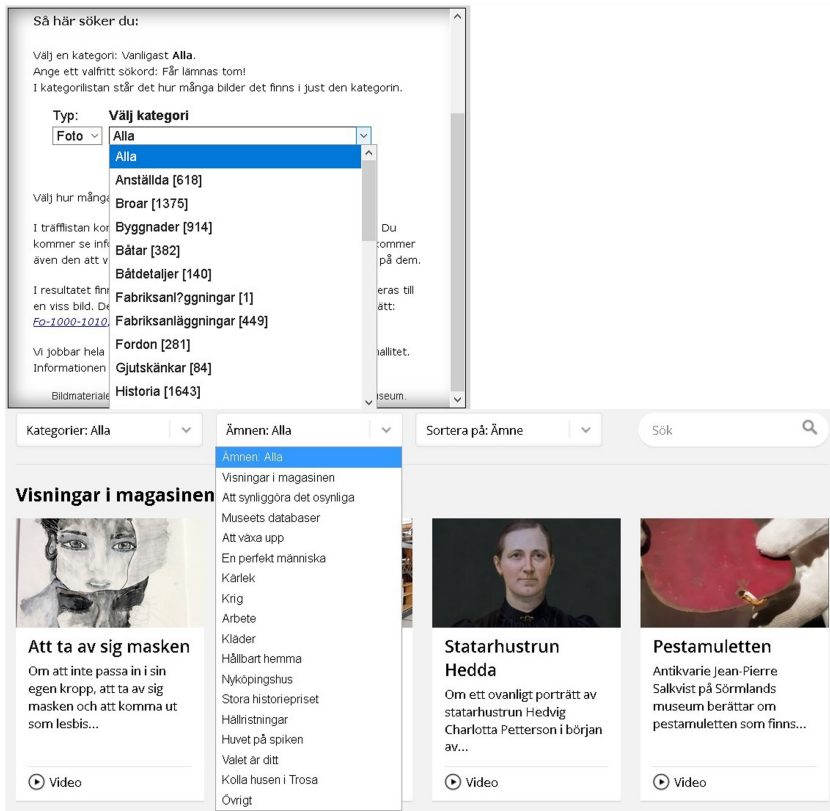 Så här söker du:
Välj en kategori: Vanligast Alla.
Ange ett valfritt sökord: Får lämnas tom!
I kategorilistan står det hur många bilder det finns i just den kategorin.
Typ: Välj kategori
Foto Alla
Alla
Anställda [618]
Broar [1375]
Byggnader [914]
Båtar [382]
Båtdetaljer [140]
Fabriksanl?ggningar [1]
Fabriksanläggningar [449]
Fordon [281]
Gjutskänkar [84]
Historia [1643]
Välj hur många
I träfflistan kor Du
kommer se info kommer
även den att v på dem.
I resultatet finn eras till
en viss bild. De ätt:
Fo-1000-1010,
Vi jobbar hela nallitet.
Informationen
Bildmateriale iseum.
Kategorier: Alla
Ämnen: Alla
Sortera på: Ämne
Sök
Ämnen: Alla
Visningar i magasinen
Att synliggöra det osynliga
Museets databaser
Att växa upp
En perfekt människa
Kärlek
Krig
Arbete
Kläder
Hållbart hemma
Nyköpingshus
Stora historiepriset
Hällristningar
Huvet på spiken
Valet är ditt
Kolla husen i Trosa
Övrigt
Visningar i magasinen
Att ta av sig masken
Om att inte passa in i sin
egen kropp, att ta av sig
masken och att komma ut
som lesbis...
Video
Statarhustrun
Hedda
Om ett ovanligt porträtt av
statarhustrun Hedvig
Charlotta Petterson i början
av...
Video
Pestamuletten
Antikvarie Jean-Pierre
Salkvist på Sörmlands
museum berättar om
pestamuletten som finns...
Video